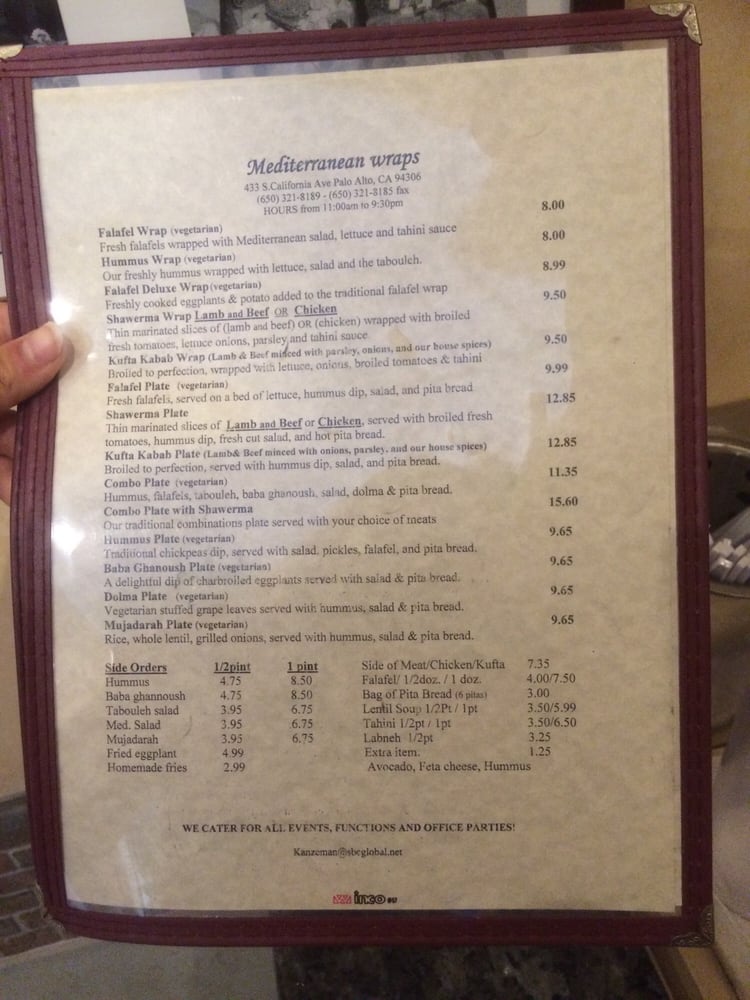 Mediterranean wraps
433 S.California Ave Palo Alto, CA 94306
(650) 321-8189 - (650) 321-8185 fax
HOURS from 11:00am to 9:30pm
Falafel Wrap (vegetarian) 8.00
Fresh falafels wrapped with Mediterranean salad, lettuce and tahini sauce
Hummus Wrap (vegetarian) 8.00
Our freshly hummus wrapped with lettuce, salad and the tabouleh.
Falafel Deluxe Wrap (vegetarian) 8.99
Freshly cooked eggplants & potato added to the traditional falafel wrap
Shawerma Wrap Lamb and Beef OR Chicken 9.50
Thin marinated slices of (lamb and beef) OR (chicken) wrapped with broiled
fresh tomatoes, lettuce onions, parsley and tahini sauce
Kufta Kabab Wrap (Lamb & Beef minced with parsley, onions, and our house spices) 9.50
Broiled to perfection, wrapped with lettuce, onions, broiled tomatoes & tahini
Falafel Plate (vegetarian) 9.99
Fresh falafels, served on a bed of lettuce, hummus dip, salad, and pita bread
Shawerma Plate 12.85
Thin marinated slices of Lamb and Beef or Chicken, served with broiled fresh
tomatoes, hummus dip, fresh cut salad, and hot pita bread.
Kufta Kabab Plate (Lamb& Beef minced with onions, parsley, and our house spices) 12.85
Broiled to perfection, served with hummus dip, salad, and pita bread.
Combo Plate (vegetarian) 11.35
Hummus, falafels, tabouleh, baba ghanoush, salad, dolma & pita bread.
Combo Plate with Shawerma 15.60
Our traditional combinations plate served with your choice of meats
Hummus Plate (vegetarian) 9.65
Traditional chickpeas dip, served with salad, pickles, falafel, and pita bread.
Baba Ghanoush Plate (vegetarian) 9.65
A delightful dip of charbroiled eggplants served with salad & pita bread.
Dolma Plate (vegetarian) 9.65
Vegetarian stuffed grape leaves served with hummus, salad & pita bread.
Mujadarah Plate (vegetarian) 9.65
Rice, whole lentil, grilled onions, served with hummus, salad & pita bread.
Side Orders 1/2pint 1 pint
Hummus 4.75 8.50
Baba ghannoush 4.75 8.50
Tabouleh salad 3.95 6.75
Med. Salad 3.95 6.75
Mujadarah 3.95 6.75
Fried eggplant 4.99
Homemade fries 2.99
Side of Meat/Chicken/Kufta 7.35
Falafel/ 1/2doz. / 1 doz. 4.00/7.50
Bag of Pita Bread (6 pitas) 3.00
Lentil Soup 1/2Pt / 1pt 3.50/5.99
Tahini 1/2pt / 1pt 3.50/6.50
Labneh 1/2pt 3.25
Extra item. 1.25
Avocado, Feta cheese, Hummus
WE CATER FOR ALL EVENTS, FUNCTIONS AND OFFICE PARTIES!
Kanzeman@sbcglobal.net
inco